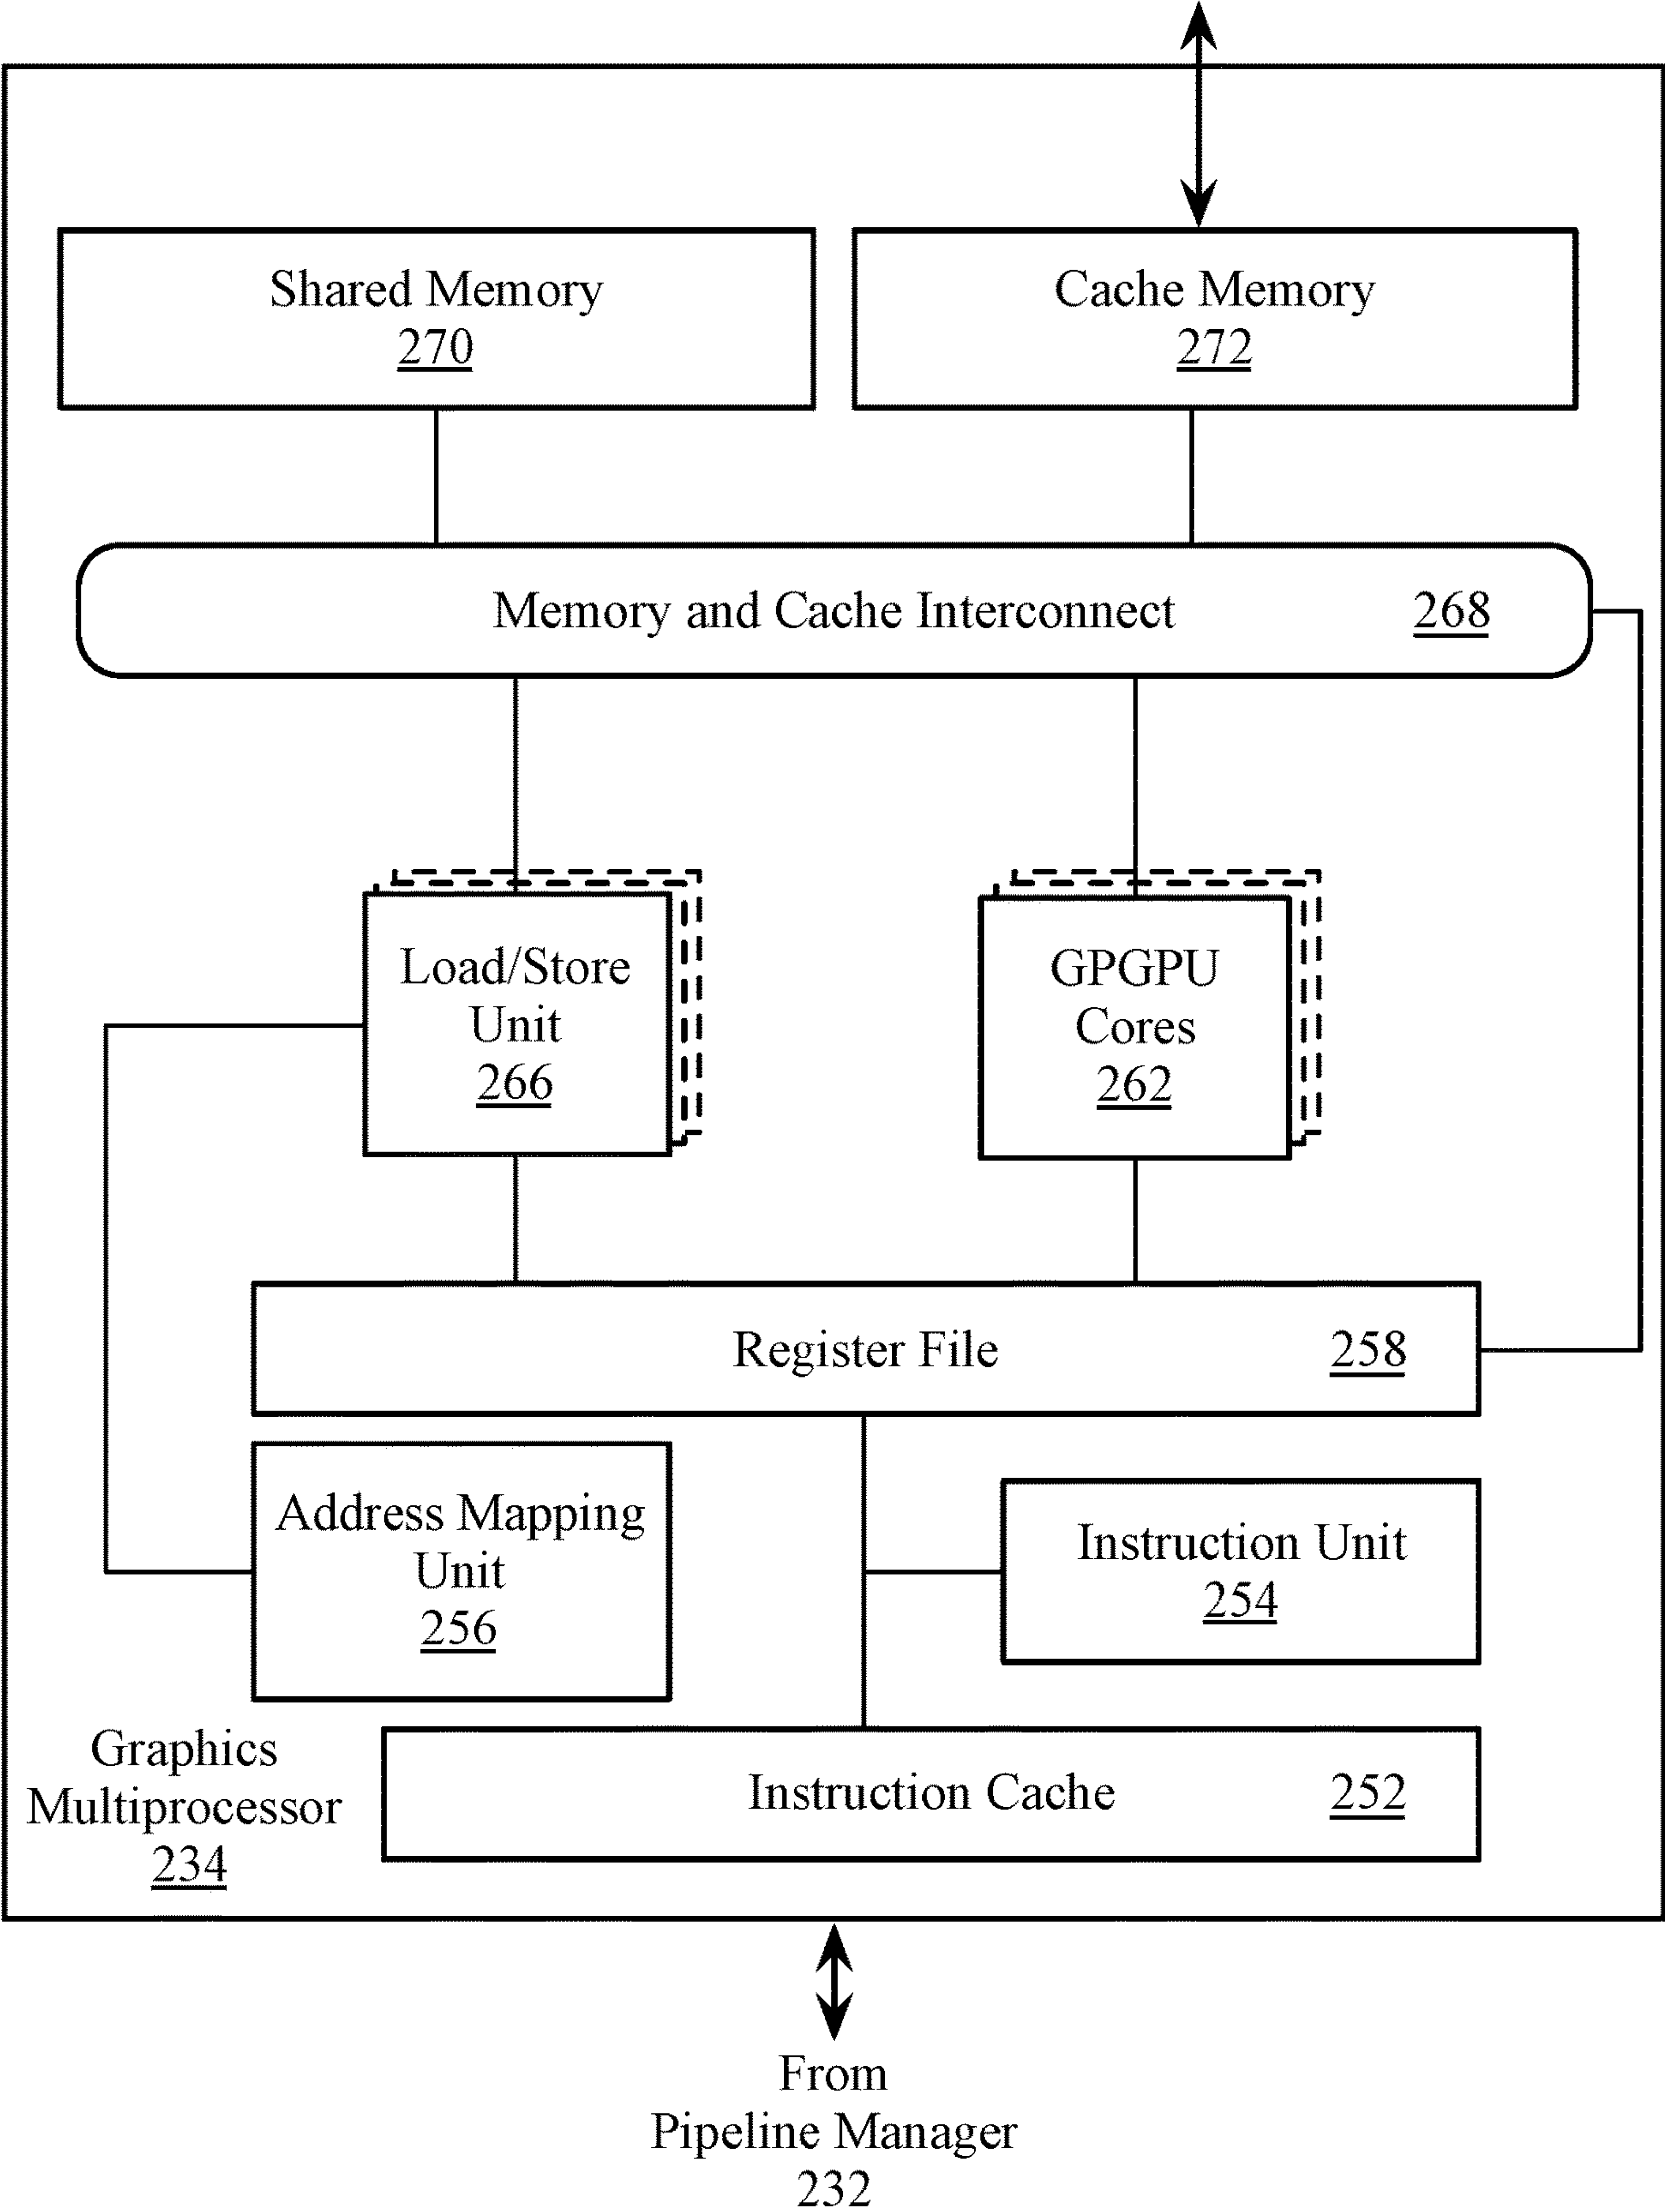 Shared Memory
270
Cache Memory
272
Memory and Cache Interconnect 268
Load/Store
Unit
266
GPGPU
Cores
262
Register File 258
Address Mapping
Unit
256
Instruction Unit
254
Graphics
Multiprocessor
234
Instruction Cache 252
From
Pipeline Manager
232